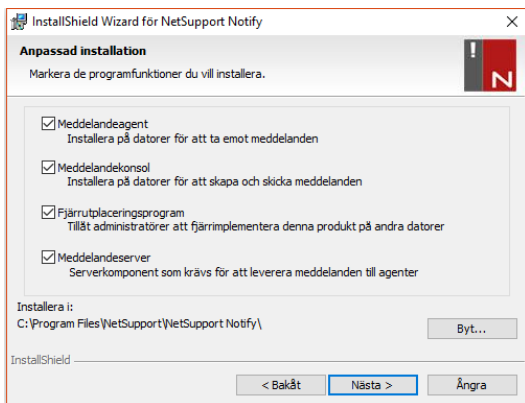 InstallShield Wizard för NetSupport Notify
Anpassad installation
Markera de programfunktioner du vill installera.
! N
Meddelandeagent
Installera på datorer för att ta emot meddelanden
Meddelandekonsol
Installera på datorer för att skapa och skicka meddelanden
Fjärrutplaceringsprogram
Tillåt administratörer att fjärrimplementera denna produkt på andra datorer
Meddelandeserver
Serverkomponent som krävs för att leverera meddelanden till agenter
Installera i:
C:\Program Files\NetSupport\NetSupport Notify\
Byt...
InstallShield
< Bakåt
Nästa >
Ångra